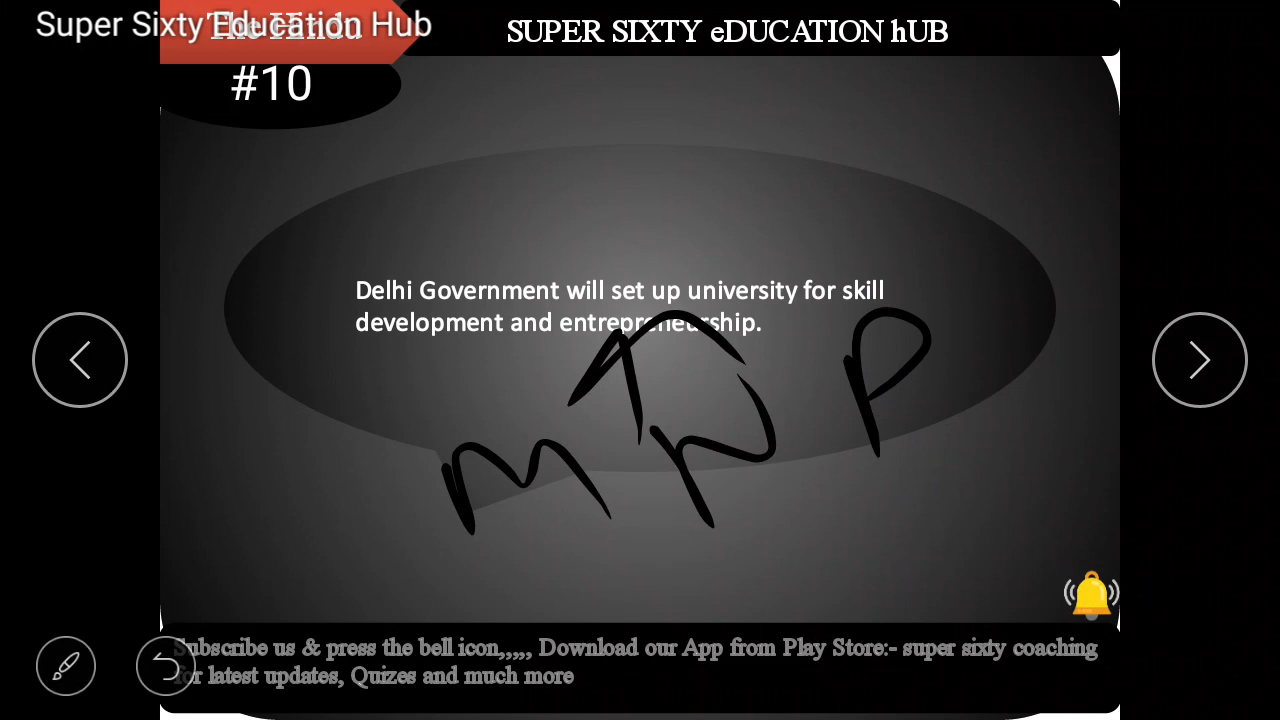 Super Sixty Education Hub
The Hindu
SUPER SIXTY eDUCATION hUB
#10
Delhi Government will set up university for skill
development and entrepreneurship.
M N P
Subscribe us & press the bell icon,,,,, Download our App from Play Store:- super sixty coaching
for latest updates, Quizes and much more